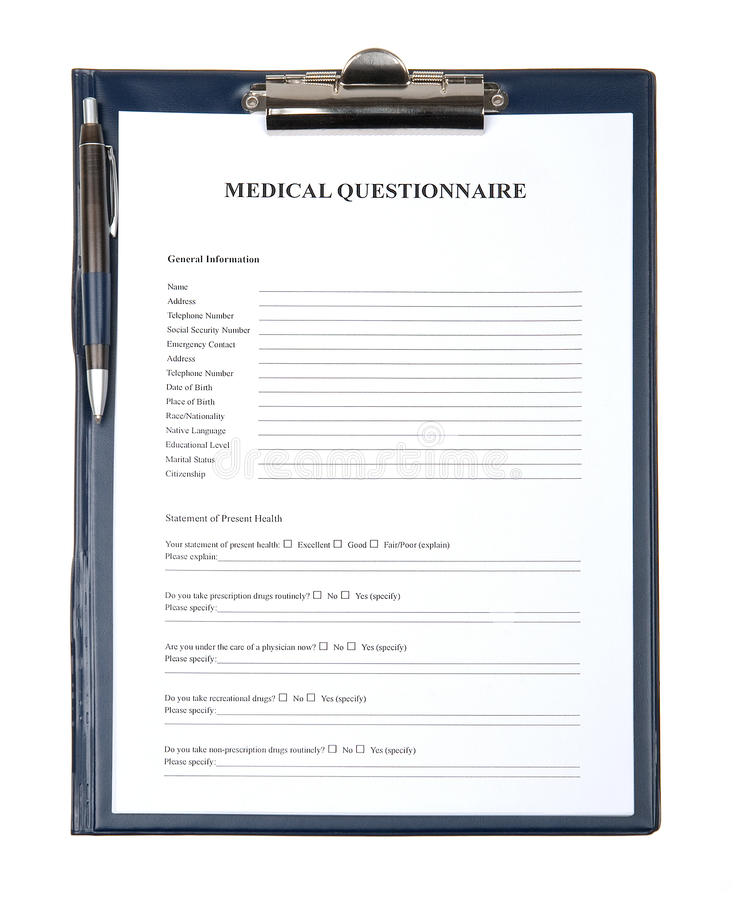 MEDICAL QUESTIONNAIRE
General Information
Name
Address
Telephone Number
Social Security Number
Emergency Contact
Address
Telephone Number
Date of Birth
Place of Birth
Race/Nationality
Native Language
Educational Level
Marital Status
Citizenship
dreamstime.
Statement of Present Health
Your statement of present health: ☐ Excellent ☐ Good ☐ Fair/Poor (explain)
Please explain:
Do you take prescription drugs routinely? ☐ No ☐ Yes (specify)
Please specify:
Are you under the care of a physician now? ☐ No ☐ Yes (specify)
Please specify:
Do you take recreational drugs? ☐ No ☐ Yes (specify)
Please specify:
Do you take non-prescription drugs routinely? ☐ No ☐ Yes (specify)
Please specify: